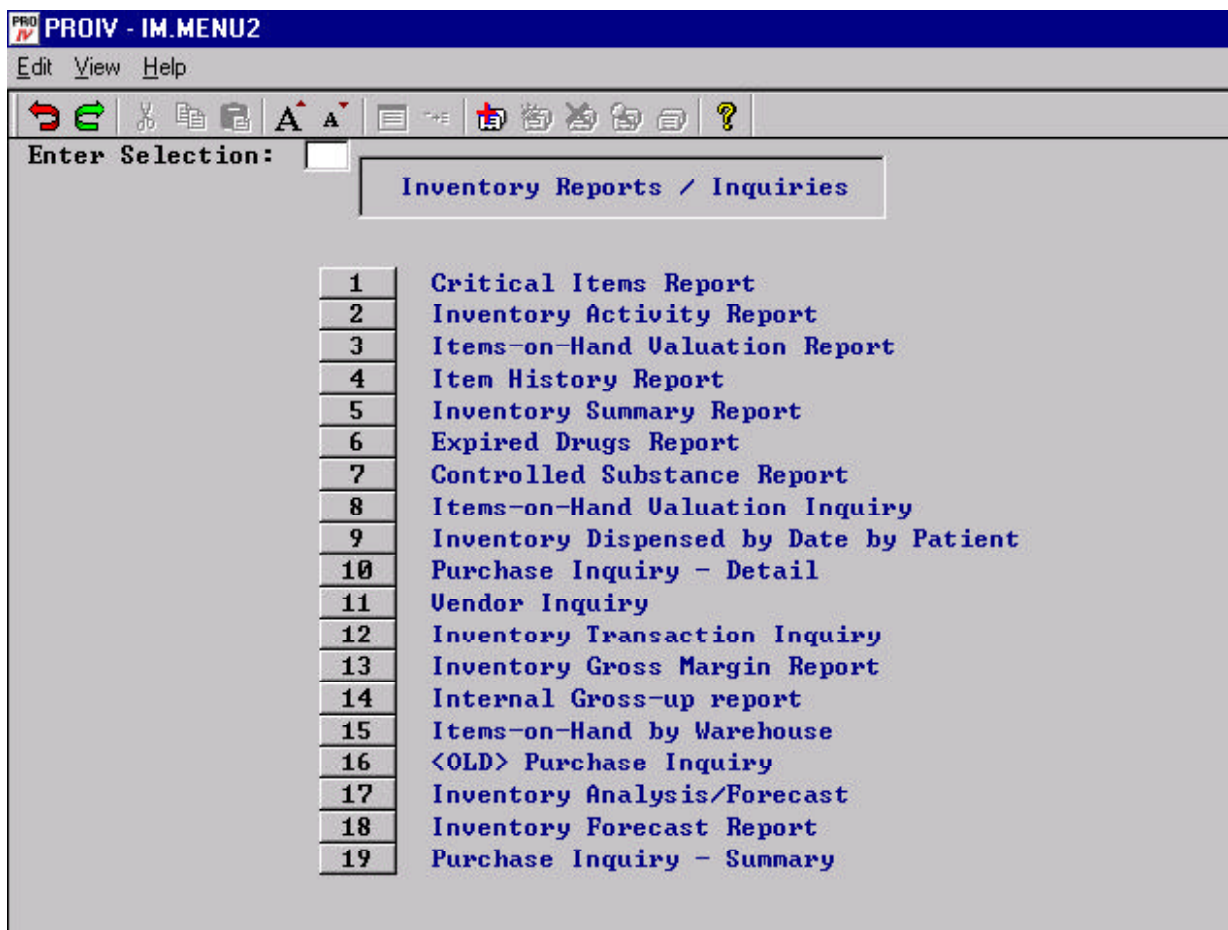 PROIV - IM.MENU2
Edit View Help
Enter Selection:
Inventory Reports / Inquiries
1 Critical Items Report
2 Inventory Activity Report
3 Items-on-Hand Valuation Report
4 Item History Report
5 Inventory Summary Report
6 Expired Drugs Report
7 Controlled Substance Report
8 Items-on-Hand Valuation Inquiry
9 Inventory Dispensed by Date by Patient
10 Purchase Inquiry - Detail
11 Vendor Inquiry
12 Inventory Transaction Inquiry
13 Inventory Gross Margin Report
14 Internal Gross-up report
15 Items-on-Hand by Warehouse
16 <OLD> Purchase Inquiry
17 Inventory Analysis/Forecast
18 Inventory Forecast Report
19 Purchase Inquiry - Summary